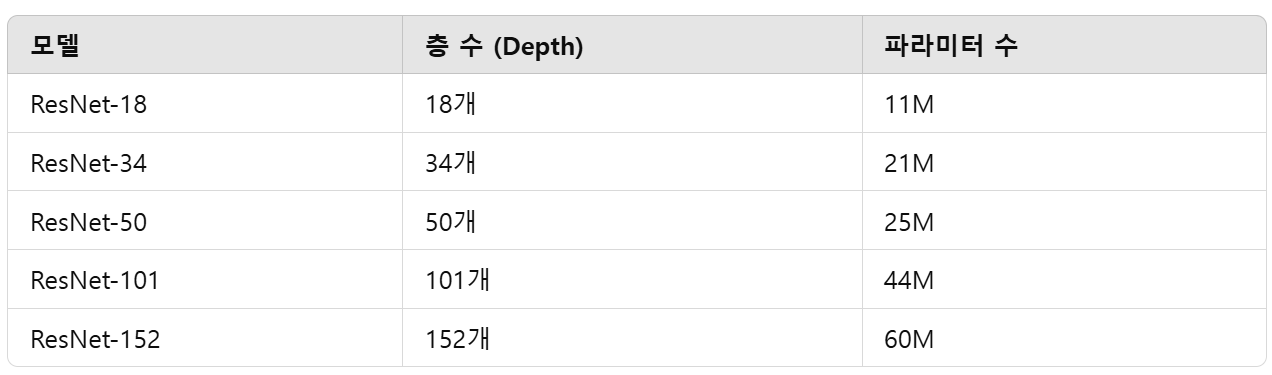 모델 층 수 (Depth) 파라미터 수
ResNet-18 18개 11M
ResNet-34 34개 21M
ResNet-50 50개 25M
ResNet-101 101개 44M
ResNet-152 152개 60M